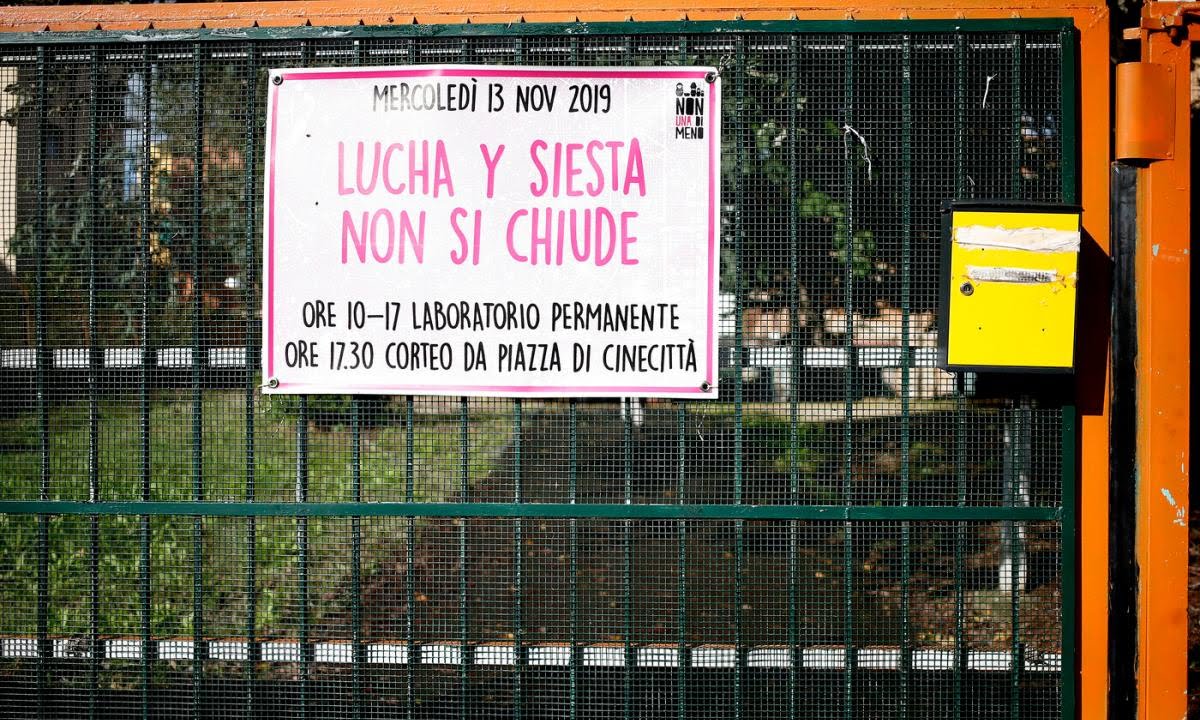 MERCOLEDÌ 13 NOV 2019
NON
UNA DI
MENO
LUCHA Y SIESTA
NON SI CHIUDE
ORE 10-17 LABORATORIO PERMANENTE
ORE 17.30 CORTEO DA PIAZZA DI CINECITTÀ